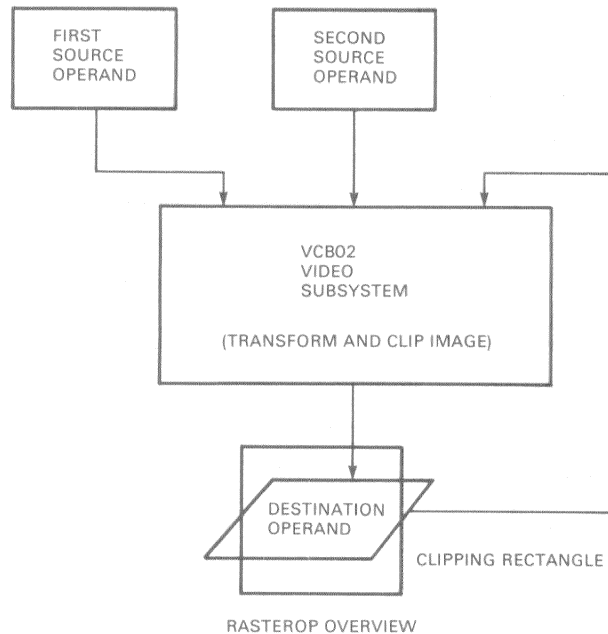 FIRST
SOURCE
OPERAND
SECOND
SOURCE
OPERAND
VCB02
VIDEO
SUBSYSTEM
(TRANSFORM AND CLIP IMAGE)
DESTINATION
OPERAND
CLIPPING RECTANGLE
RASTEROP OVERVIEW